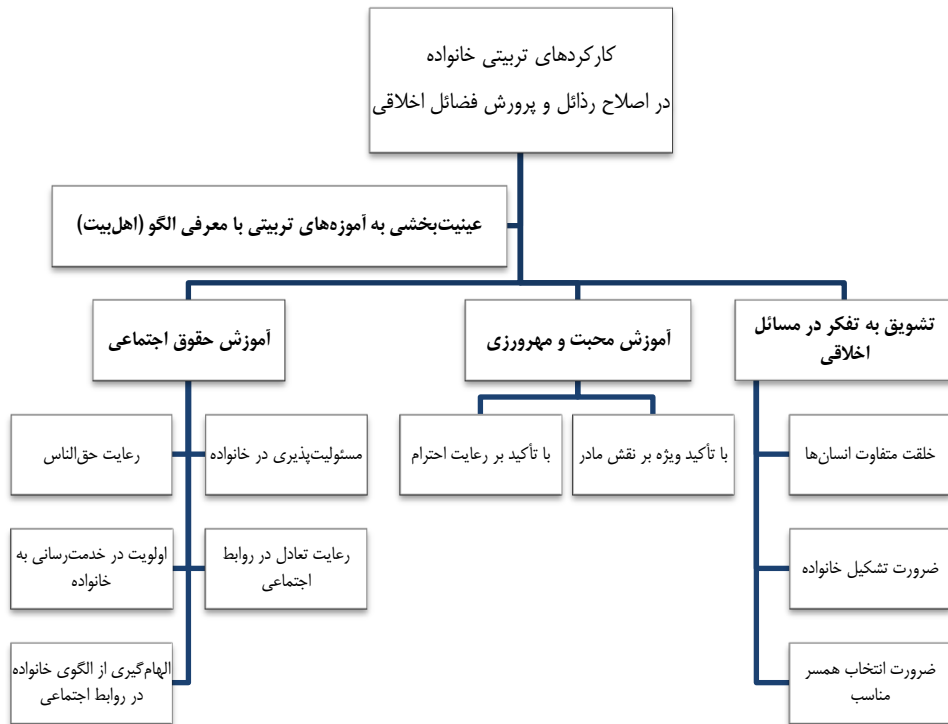 کارکردهای تربیتی خانواده
در اصلاح رذائل و پرورش فضائل اخلاقی
عینیت‌بخشی به آموزه‌های تربیتی با معرفی الگو (اهل‌بیت)
تشویق به تفکر در مسائل
اخلاقی
خلقت متفاوت انسان‌ها
ضرورت تشکیل خانواده
ضرورت انتخاب همسر
مناسب
آموزش محبت و مهرورزی
با تأکید ویژه بر نقش مادر
با تأکید بر رعایت احترام
آموزش حقوق اجتماعی
مسئولیت‌پذیری در خانواده
رعایت حق‌الناس
رعایت تعادل در روابط
اجتماعی
اولویت در خدمت‌رسانی به
خانواده
الهام‌گیری از الگوی خانواده
در روابط اجتماعی